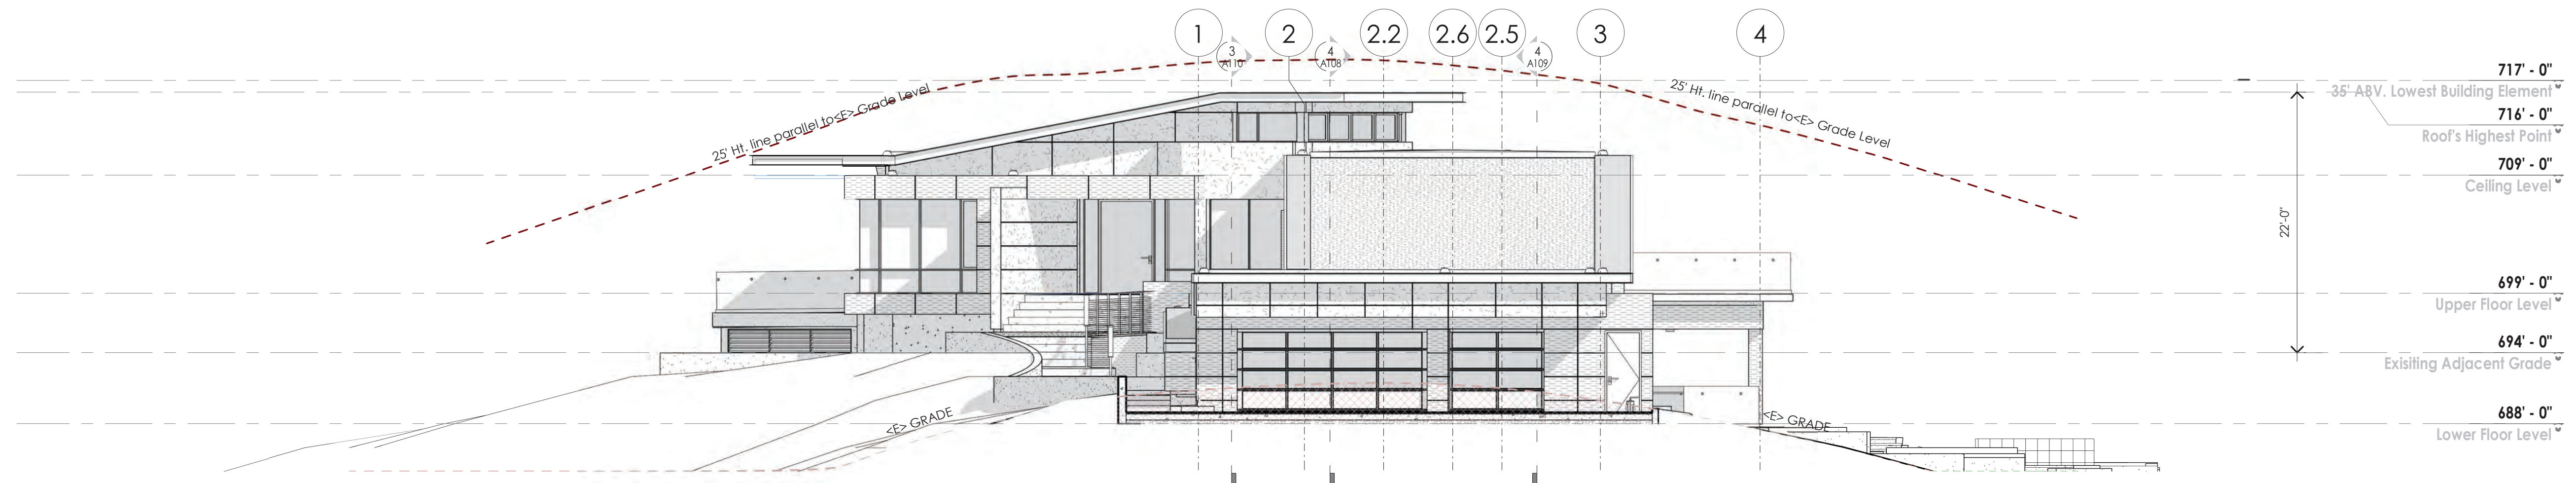 1
2
2.2
2.6
2.5
3
4
3
A110
4
A108
4
A109
717' - 0"
35' ABV. Lowest Building Element
716' - 0"
Roof's Highest Point
709' - 0"
Ceiling Level
699' - 0"
Upper Floor Level
694' - 0"
Exisiting Adjacent Grade
688' - 0"
Lower Floor Level
22'-0"
25' Ht. line parallel to<E> Grade Level
25' Ht. line parallel to<E> Grade Level
<E> GRADE
<E> GRADE